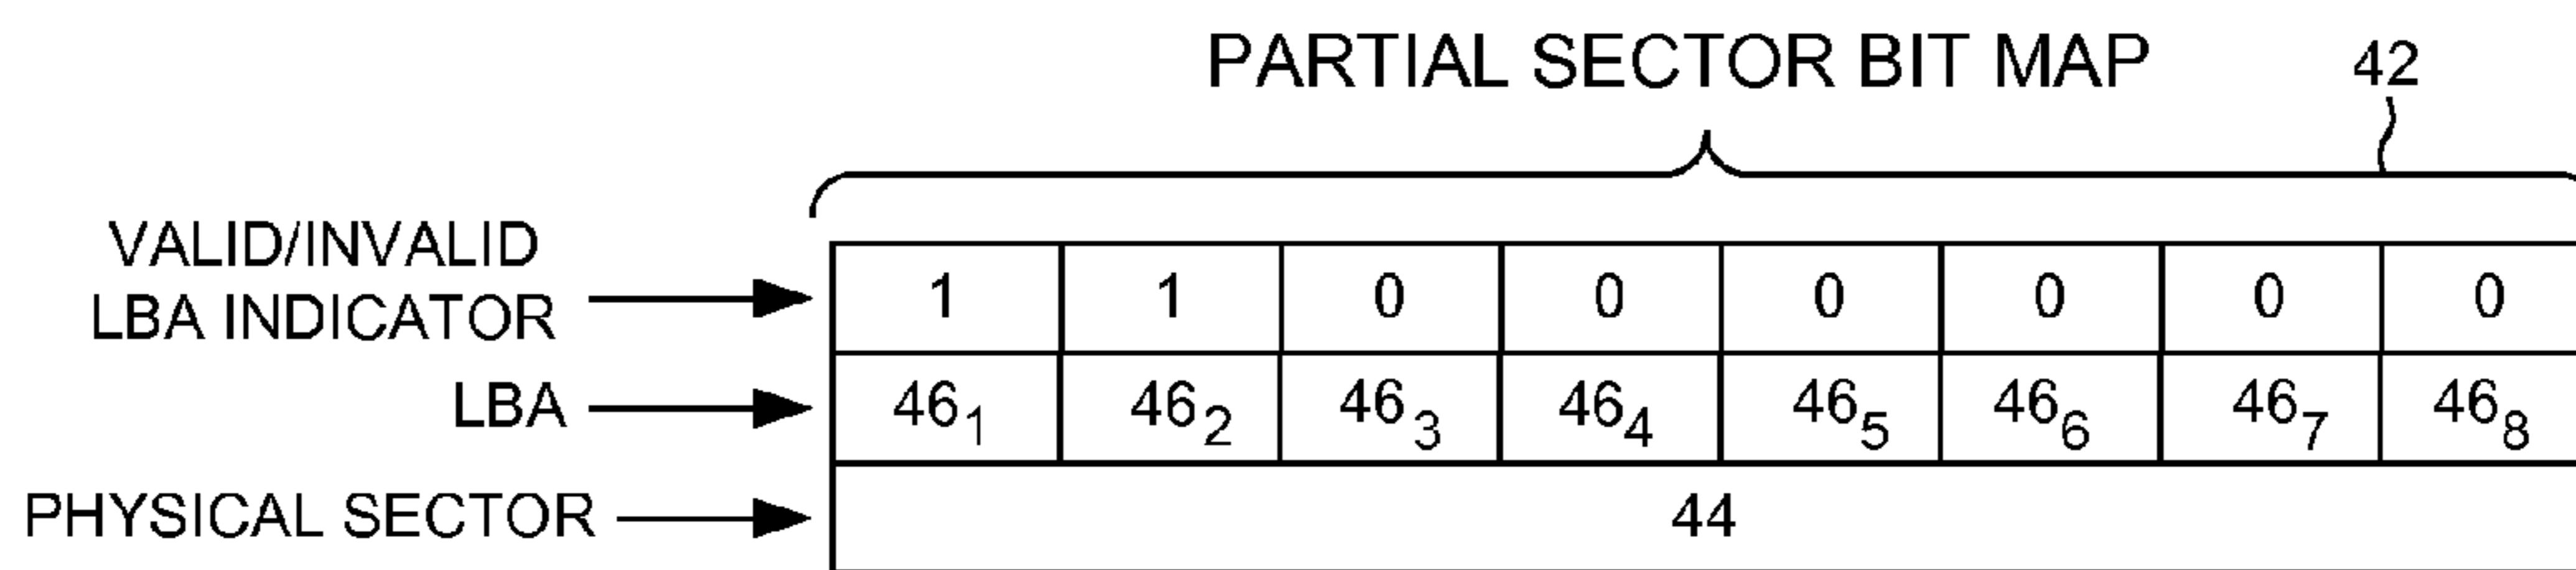 PARTIAL SECTOR BIT MAP 42
VALID/INVALID
LBA INDICATOR 1 1 0 0 0 0 0 0
LBA 46₁ 46₂ 46₃ 46₄ 46₅ 46₆ 46₇ 46₈
PHYSICAL SECTOR 44